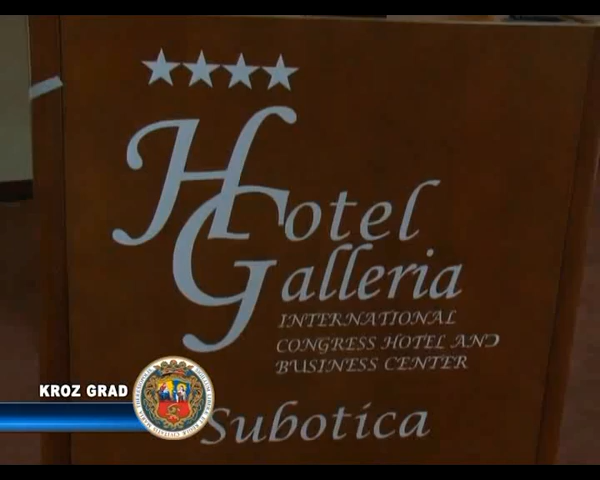 Hotel
Galleria
INTERNATIONAL
CONGRESS HOTEL AND
BUSINESS CENTER
KROZ GRAD
Subotica